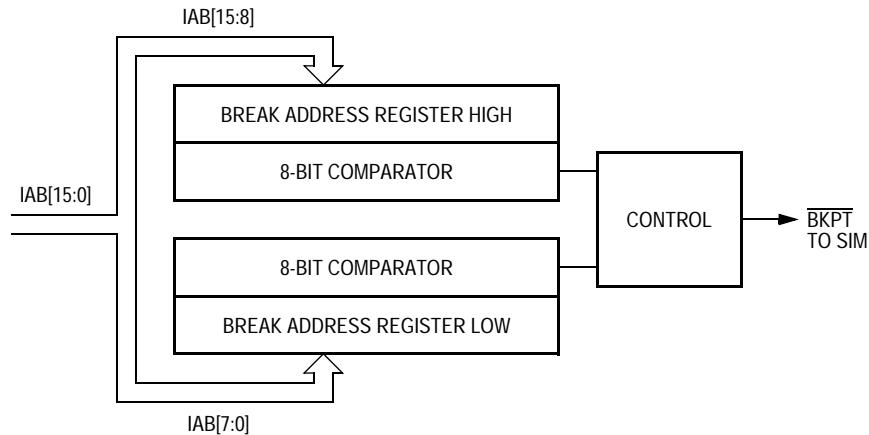 IAB[15:8]
BREAK ADDRESS REGISTER HIGH
8-BIT COMPARATOR
IAB[15:0]
CONTROL
BKPT
TO SIM
8-BIT COMPARATOR
BREAK ADDRESS REGISTER LOW
IAB[7:0]